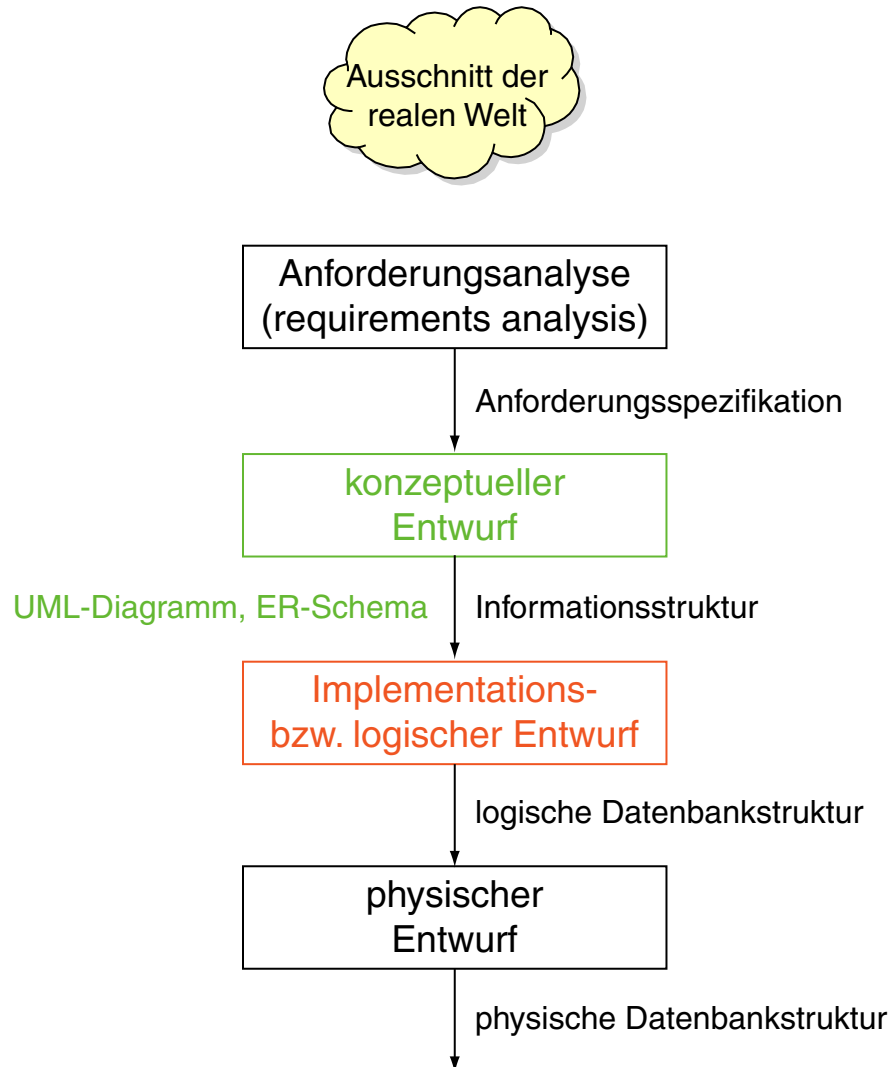 Ausschnitt der
realen Welt
Anforderungsanalyse
(requirements analysis)
Anforderungsspezifikation
konzeptueller
Entwurf
UML-Diagramm, ER-Schema
Informationsstruktur
Implementations-
bzw. logischer Entwurf
logische Datenbankstruktur
physischer
Entwurf
physische Datenbankstruktur